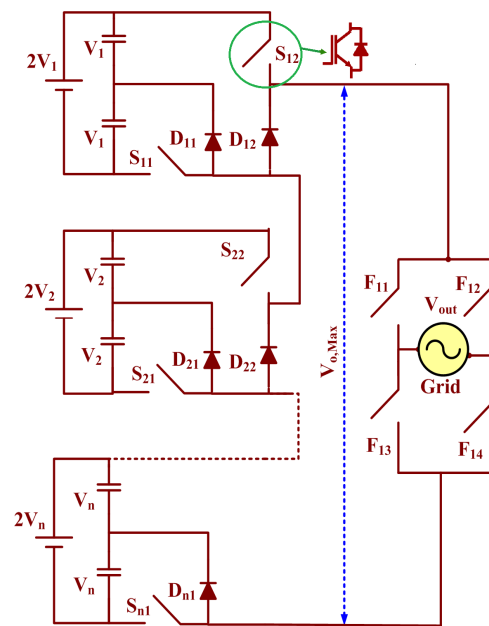 2V₁
V₁
V₁
S₁₂
D₁₁
D₁₂
S₁₁
2V₂
V₂
V₂
S₂₂
D₂₁
D₂₂
S₂₁
V₀,Max
F₁₁
F₁₂
Vout
Grid
F₁₃
F₁₄
2Vₙ
Vₙ
Vₙ
Dₙ₁
Sₙ₁